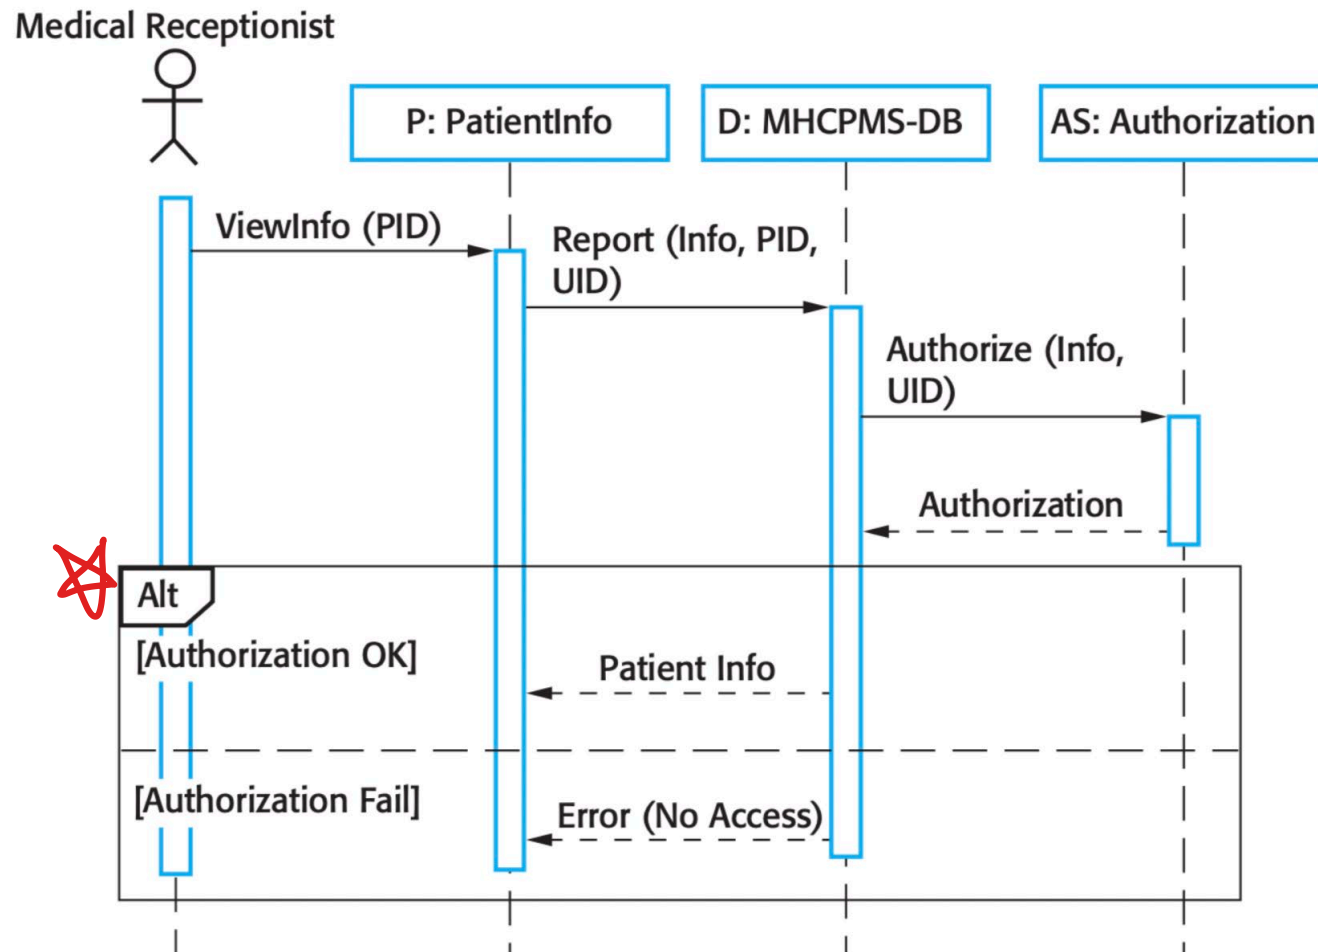 Medical Receptionist
P: PatientInfo
D: MHCPMS-DB
AS: Authorization
ViewInfo (PID)
Report (Info, PID,
UID)
Authorize (Info,
UID)
Authorization
Alt
[Authorization OK]
Patient Info
[Authorization Fail]
Error (No Access)